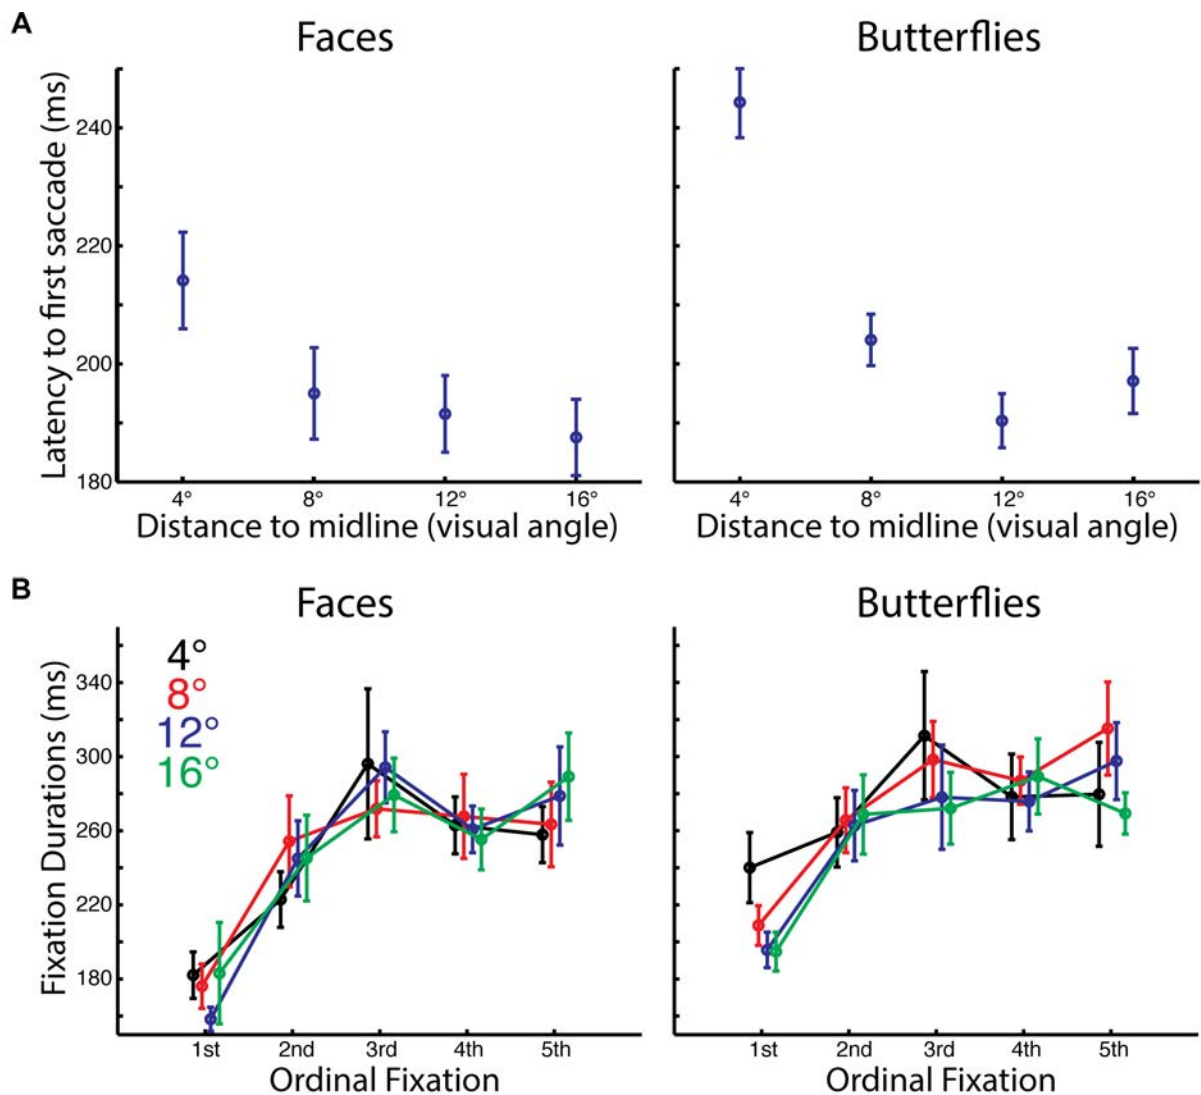 A
Faces
Butterflies
Latency to first saccade (ms)
240
220
200
180
4° 8° 12° 16°
4° 8° 12° 16°
Distance to midline (visual angle)
Distance to midline (visual angle)
B
Faces
Butterflies
Fixation Durations (ms)
340
300
260
220
180
4°
8°
12°
16°
1st 2nd 3rd 4th 5th
1st 2nd 3rd 4th 5th
Ordinal Fixation
Ordinal Fixation